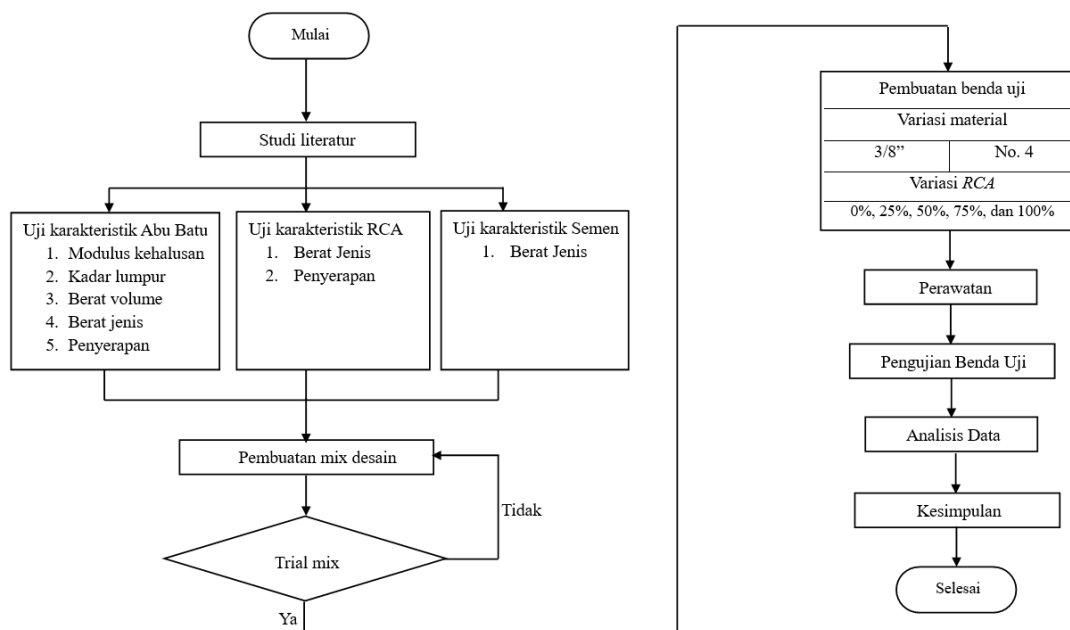 Mulai
Studi literatur
Uji karakteristik Abu Batu
1. Modulus kehalusan
2. Kadar lumpur
3. Berat volume
4. Berat jenis
5. Penyerapan
Uji karakteristik RCA
1. Berat Jenis
2. Penyerapan
Uji karakteristik Semen
1. Berat Jenis
Pembuatan mix desain
Tidak
Trial mix
Ya
Pembuatan benda uji
Variasi material
3/8” No. 4
Variasi RCA
0%, 25%, 50%, 75%, dan 100%
Perawatan
Pengujian Benda Uji
Analisis Data
Kesimpulan
Selesai